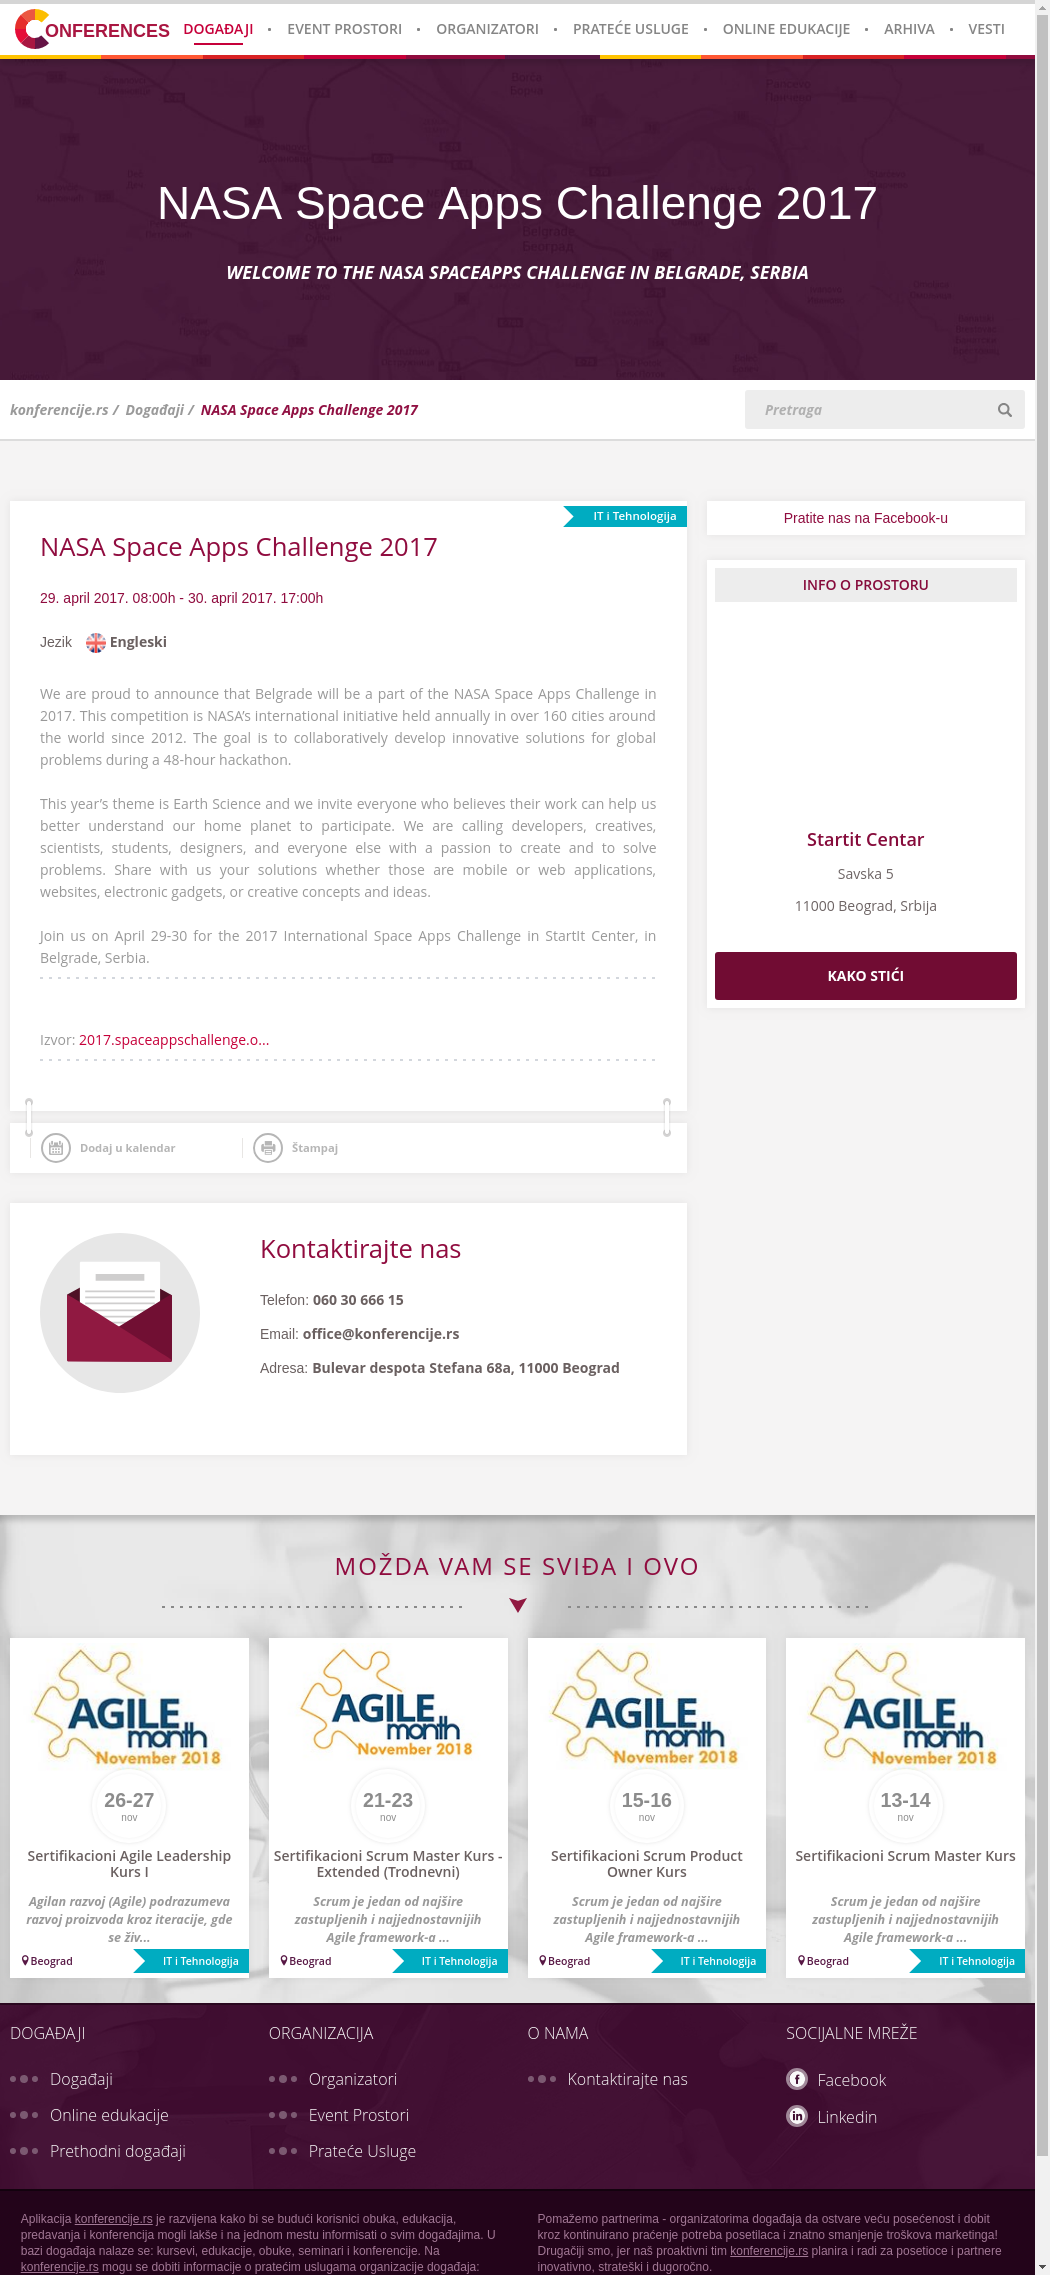 CONFERENCES
DOGAĐAJI • EVENT PROSTORI • ORGANIZATORI • PRATEĆE USLUGE • ONLINE EDUKACIJE • ARHIVA • VESTI
NASA Space Apps Challenge 2017
WELCOME TO THE NASA SPACEAPPS CHALLENGE IN BELGRADE, SERBIA
konferencije.rs / Događaji / NASA Space Apps Challenge 2017
Pretraga
IT i Tehnologija
NASA Space Apps Challenge 2017
29. april 2017. 08:00h - 30. april 2017. 17:00h
Jezik Engleski
We are proud to announce that Belgrade will be a part of the NASA Space Apps Challenge in
2017. This competition is NASA's international initiative held annually in over 160 cities around
the world since 2012. The goal is to collaboratively develop innovative solutions for global
problems during a 48-hour hackathon.
This year's theme is Earth Science and we invite everyone who believes their work can help us
better understand our home planet to participate. We are calling developers, creatives,
scientists, students, designers, and everyone else with a passion to create and to solve
problems. Share with us your solutions whether those are mobile or web applications,
websites, electronic gadgets, or creative concepts and ideas.
Join us on April 29-30 for the 2017 International Space Apps Challenge in StartIt Center, in
Belgrade, Serbia.
Izvor: 2017.spaceappschallenge.o...
Dodaj u kalendar
Štampaj
Pratite nas na Facebook-u
INFO O PROSTORU
Startit Centar
Savska 5
11000 Beograd, Srbija
KAKO STIĆI
Kontaktirajte nas
Telefon: 060 30 666 15
Email: office@konferencije.rs
Adresa: Bulevar despota Stefana 68a, 11000 Beograd
MOŽDA VAM SE SVIĐA I OVO
AGILE
month
November 2018
26-27
nov
Sertifikacioni Agile Leadership
Kurs I
Agilan razvoj (Agile) podrazumeva
razvoj proizvoda kroz iteracije, gde
se živ...
Beograd
IT i Tehnologija
AGILE
month
November 2018
21-23
nov
Sertifikacioni Scrum Master Kurs -
Extended (Trodnevni)
Scrum je jedan od najšire
zastupljenih i najjednostavnijih
Agile framework-a ...
Beograd
IT i Tehnologija
AGILE
month
November 2018
15-16
nov
Sertifikacioni Scrum Product
Owner Kurs
Scrum je jedan od najšire
zastupljenih i najjednostavnijih
Agile framework-a ...
Beograd
IT i Tehnologija
AGILE
month
November 2018
13-14
nov
Sertifikacioni Scrum Master Kurs
Scrum je jedan od najšire
zastupljenih i najjednostavnijih
Agile framework-a ...
Beograd
IT i Tehnologija
DOGAĐAJI
Događaji
Online edukacije
Prethodni događaji
ORGANIZACIJA
Organizatori
Event Prostori
Prateće Usluge
O NAMA
Kontaktirajte nas
SOCIJALNE MREŽE
Facebook
Linkedin
Aplikacija konferencije.rs je razvijena kako bi se budući korisnici obuka, edukacija,
predavanja i konferencija mogli lakše i na jednom mestu informisati o svim događajima. U
bazi događaja nalaze se: kursevi, edukacije, obuke, seminari i konferencije. Na
konferencije.rs mogu se dobiti informacije o pratećim uslugama organizacije događaja:
Pomažemo partnerima - organizatorima događaja da ostvare veću posećenost i dobit
kroz kontinuirano praćenje potreba posetilaca i znatno smanjenje troškova marketinga!
Drugačiji smo, jer naš proaktivni tim konferencije.rs planira i radi za posetioce i partnere
inovativno, strateški i dugoročno.